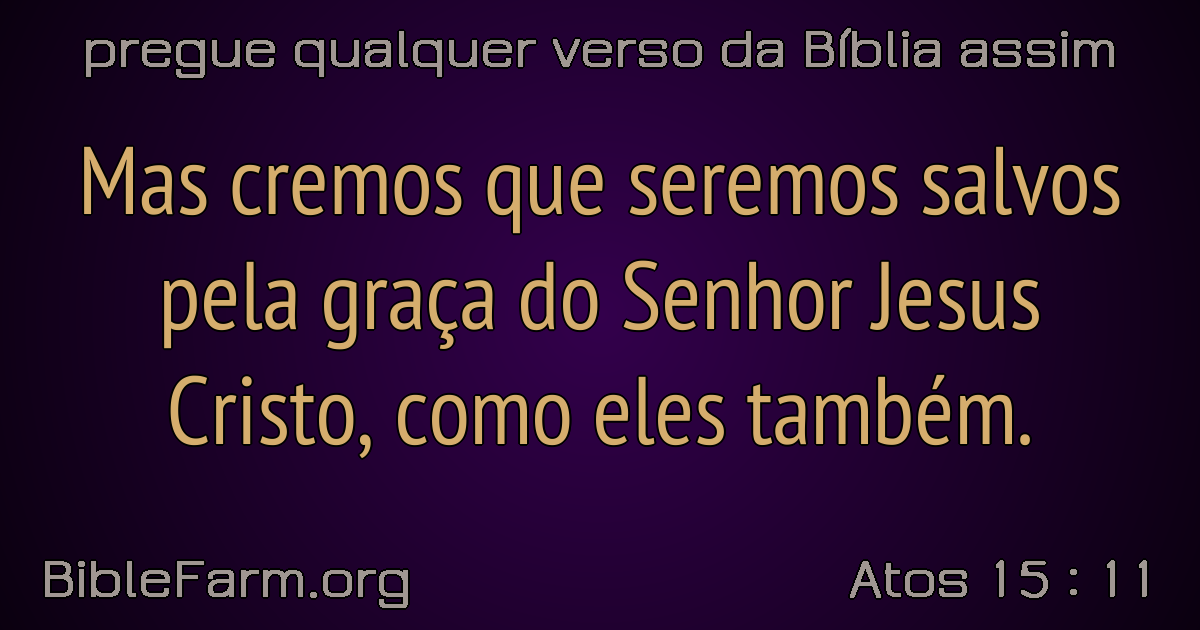 pregue qualquer verso da Bíblia assim
Mas cremos que seremos salvos
pela graça do Senhor Jesus
Cristo, como eles também.
BibleFarm.org
Atos 15 : 11